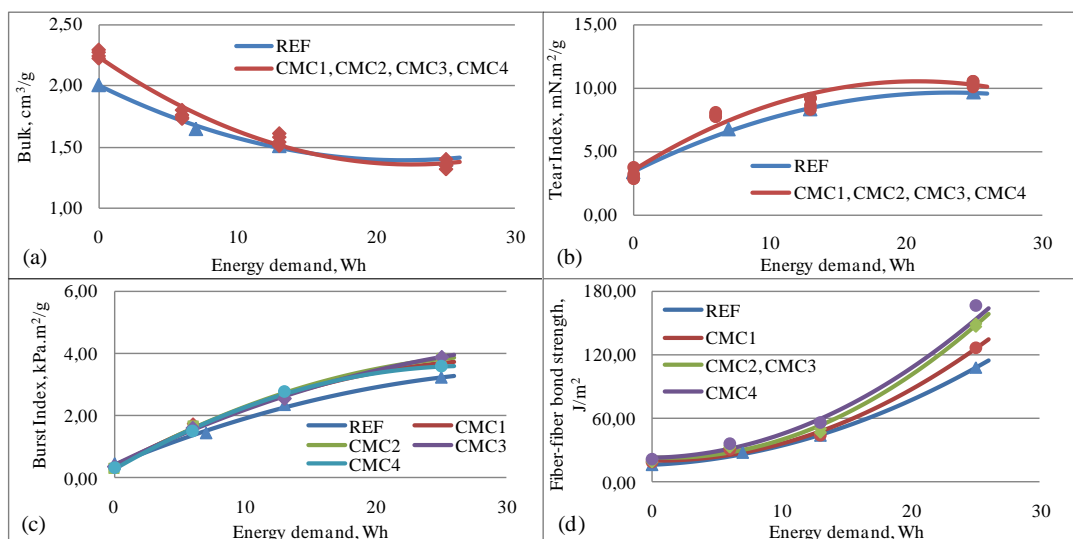 2,50
2,00
1,50
1,00
Bulk, cm³/g
REF
CMC1, CMC2, CMC3, CMC4
0
10
20
30
Energy demand, Wh
(a)
15,00
10,00
5,00
0,00
Tear Index, mN.m²/g
REF
CMC1, CMC2, CMC3, CMC4
0
10
20
30
Energy demand, Wh
(b)
6,00
4,00
2,00
0,00
Burst Index, kPa.m²/g
REF
CMC1
CMC2
CMC3
CMC4
0
10
20
30
Energy demand, Wh
(c)
180,00
120,00
60,00
0,00
Fiber-fiber bond strength,
J/m²
REF
CMC1
CMC2, CMC3
CMC4
0
10
20
30
Energy demand, Wh
(d)